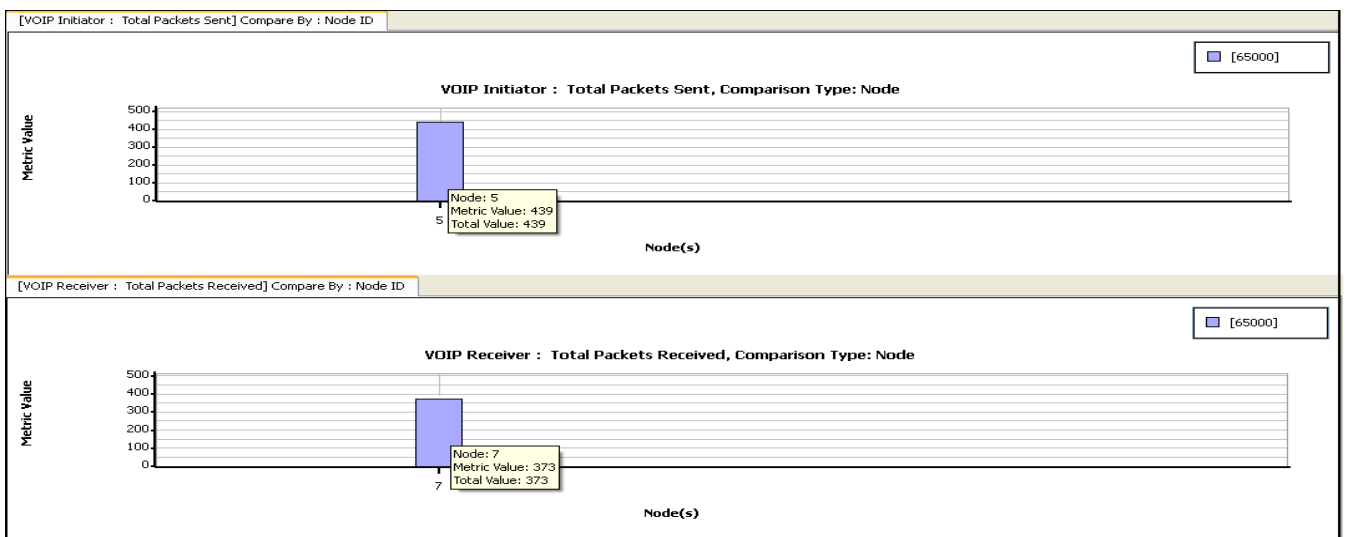 [VOIP Initiator : Total Packets Sent] Compare By : Node ID
[65000]
VOIP Initiator : Total Packets Sent, Comparison Type: Node
Metric Value
500
400
300
200
100
0
Node: 5
Metric Value: 439
Total Value: 439
5
Node(s)
[VOIP Receiver : Total Packets Received] Compare By : Node ID
[65000]
VOIP Receiver : Total Packets Received, Comparison Type: Node
Metric Value
500
400
300
200
100
0
Node: 7
Metric Value: 373
Total Value: 373
7
Node(s)